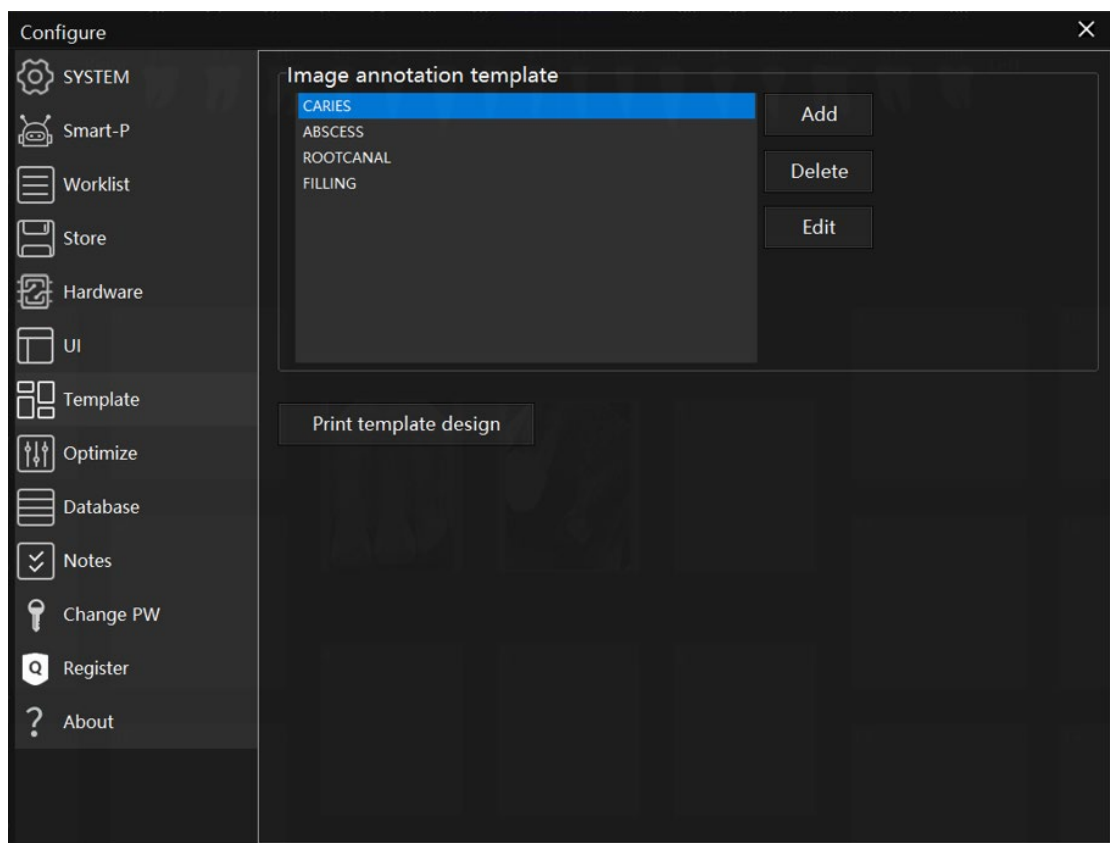 Configure
SYSTEM
Smart-P
Worklist
Store
Hardware
UI
Template
Optimize
Database
Notes
Change PW
Q
Register
? About
Image annotation template
CARIES
ABSCESS
ROOTCANAL
FILLING
Add
Delete
Edit
Print template design